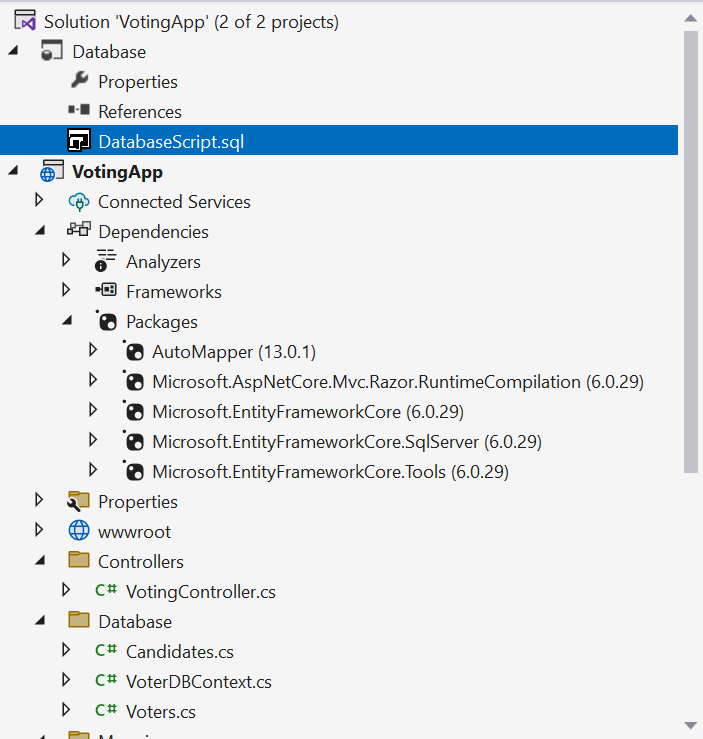 Solution 'VotingApp' (2 of 2 projects)
Database
Properties
References
DatabaseScript.sql
VotingApp
Connected Services
Dependencies
Analyzers
Frameworks
Packages
AutoMapper (13.0.1)
Microsoft.AspNetCore.Mvc.Razor.RuntimeCompilation (6.0.29)
Microsoft.EntityFrameworkCore (6.0.29)
Microsoft.EntityFrameworkCore.SqlServer (6.0.29)
Microsoft.EntityFrameworkCore.Tools (6.0.29)
Properties
wwwroot
Controllers
C# VotingController.cs
Database
C# Candidates.cs
C# VoterDBContext.cs
C# Voters.cs